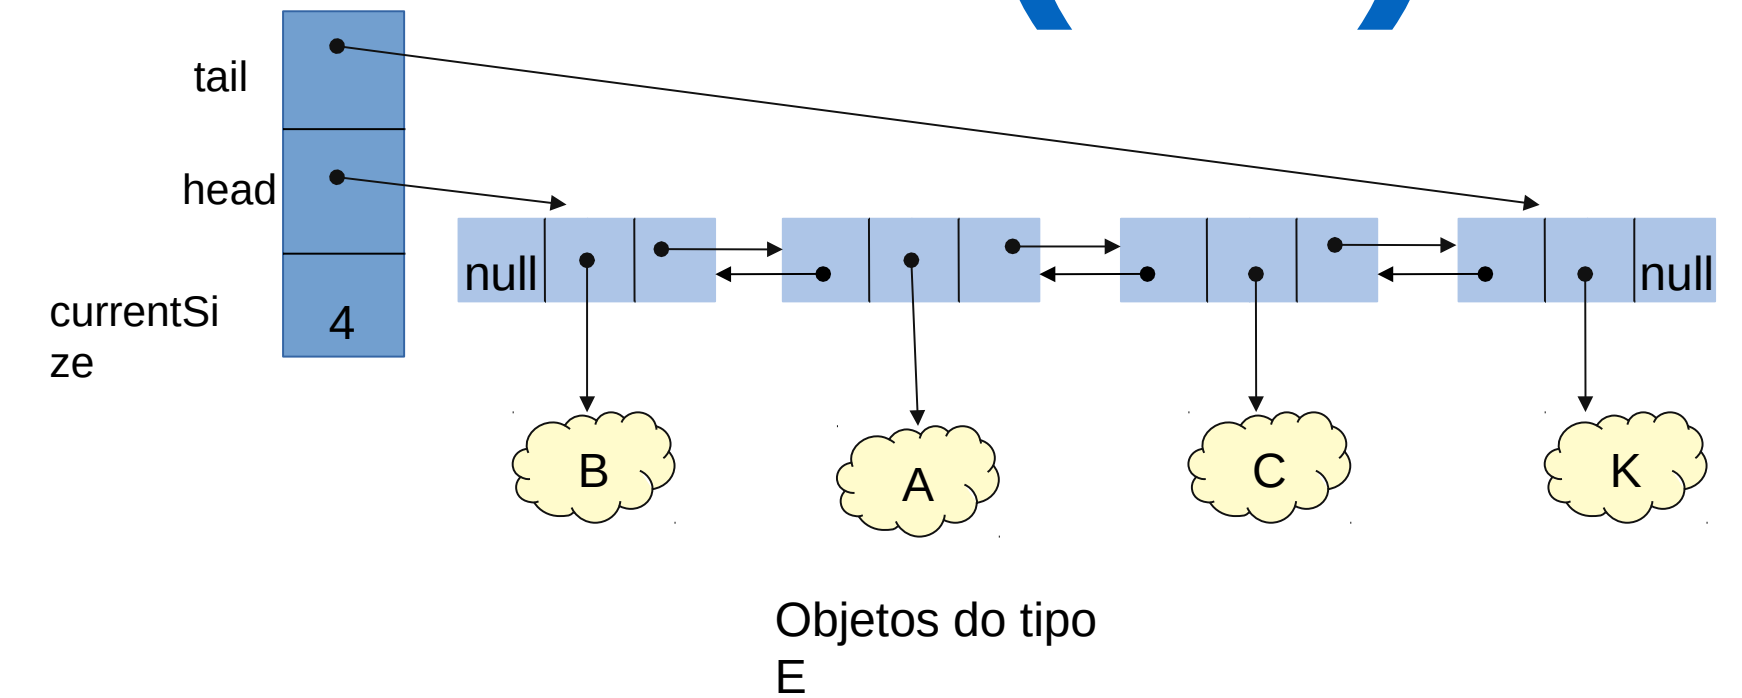 tail
head
null
null
currentSi
ze
4
B
A
C
K
Objetos do tipo
E